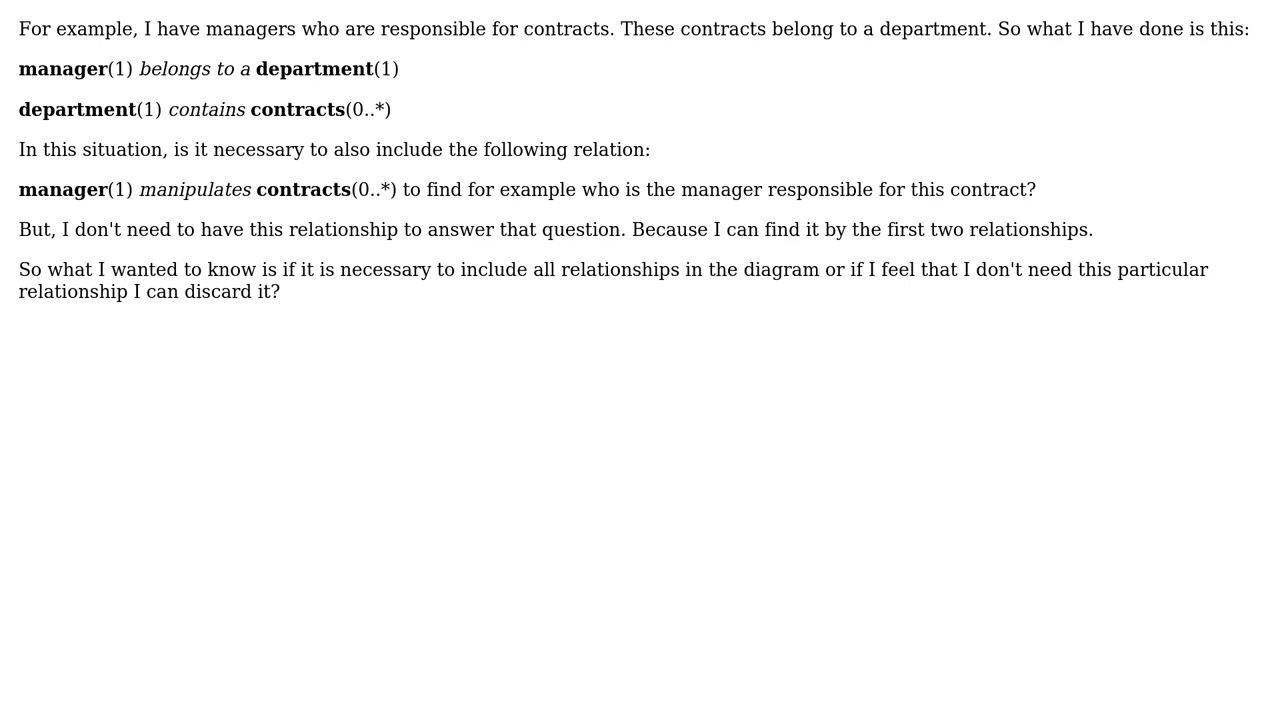 For example, I have managers who are responsible for contracts. These contracts belong to a department. So what I have done is this:
manager(1) belongs to a department(1)
department(1) contains contracts(0..*)
In this situation, is it necessary to also include the following relation:
manager(1) manipulates contracts(0..*) to find for example who is the manager responsible for this contract?
But, I don't need to have this relationship to answer that question. Because I can find it by the first two relationships.
So what I wanted to know is if it is necessary to include all relationships in the diagram or if I feel that I don't need this particular
relationship I can discard it?